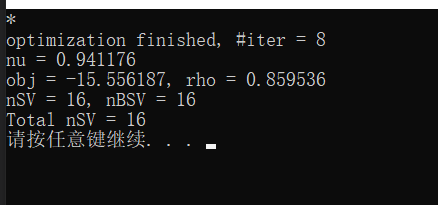 *
optimization finished, #iter = 8
nu = 0.941176
obj = -15.556187, rho = 0.859536
nSV = 16, nBSV = 16
Total nSV = 16
请按任意键继续. . .